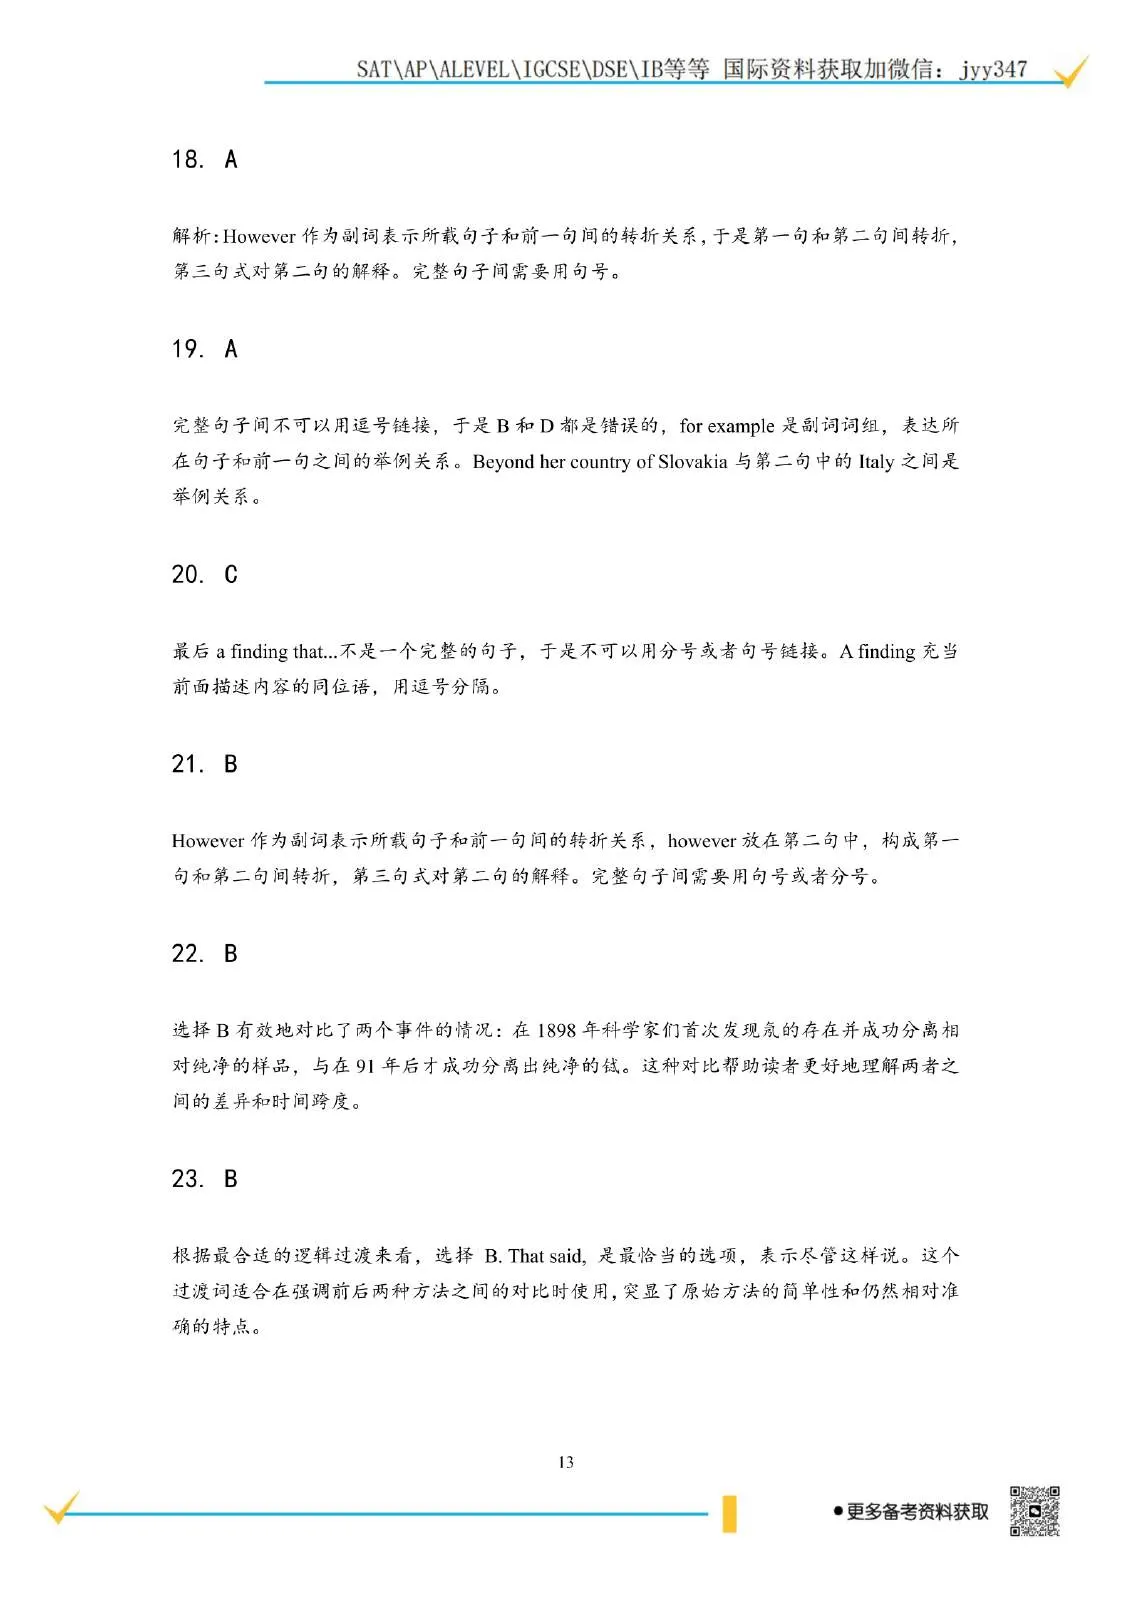 SAT\AP\ALEVEL\IGCSE\DSE\IB等等 国际资料获取加微信：jyy347
18. A
解析：However 作为副词表示所载句子和前一句间的转折关系，于是第一句和第二句间转折，
第三句式对第二句的解释。完整句子间需要用句号。
19. A
完整句子间不可以用逗号链接，于是 B 和 D 都是错误的，for example 是副词词组，表达所
在句子和前一句之间的举例关系。Beyond her country of Slovakia 与第二句中的 Italy 之间是
举例关系。
20. C
最后 a finding that...不是一个完整的句子，于是不可以用分号或者句号链接。A finding 充当
前面描述内容的同位语，用逗号分隔。
21. B
However 作为副词表示所载句子和前一句间的转折关系，however 放在第二句中，构成第一
句和第二句间转折，第三句式对第二句的解释。完整句子间需要用句号或者分号。
22. B
选择 B 有效地对比了两个事件的情况：在 1898 年科学家们首次发现氖的存在并成功分离相
对纯净的样品，与在 91 年后才成功分离出纯净的铥。这种对比帮助读者更好地理解两者之
间的差异和时间跨度。
23. B
根据最合适的逻辑过渡来看，选择 B. That said, 是最恰当的选项，表示尽管这样说。这个
过渡词适合在强调前后两种方法之间的对比时使用，突显了原始方法的简单性和仍然相对准
确的特点。
13
●更多备考资料获取